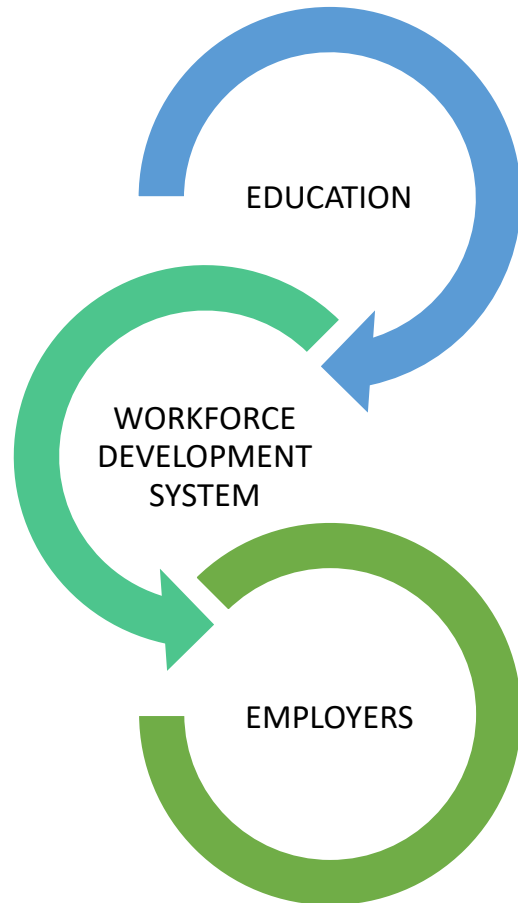 EDUCATION
WORKFORCE
DEVELOPMENT
SYSTEM
EMPLOYERS